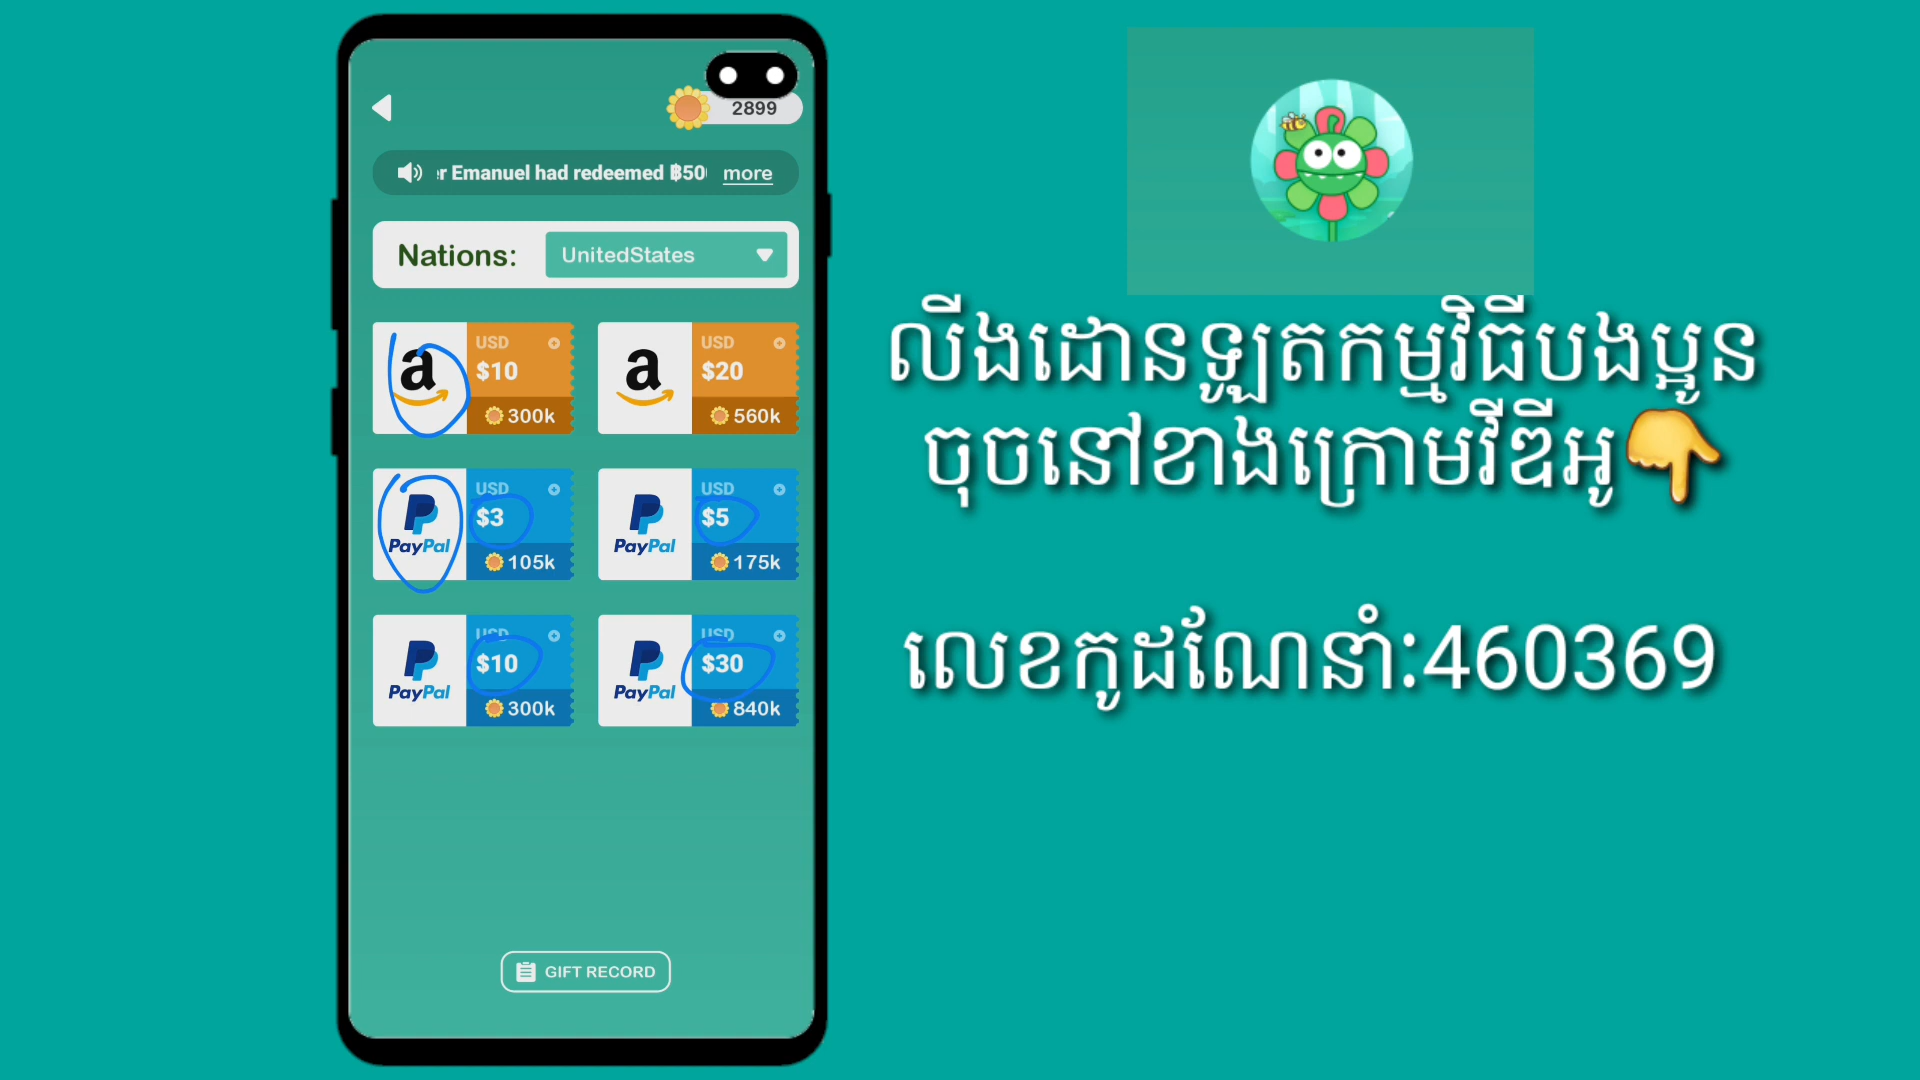 2899
er Emanuel had redeemed ฿50 more
Nations: UnitedStates
a USD $10 300k
a USD $20 560k
PayPal USD $3 105k
PayPal USD $5 175k
PayPal USD $10 300k
PayPal USD $30 840k
GIFT RECORD
លីងដោនឡូតកម្មវិធីបងប្អូន
ចុចនៅខាងក្រោមវីឌីអូ👇
លេខកូដណែនាំ:460369